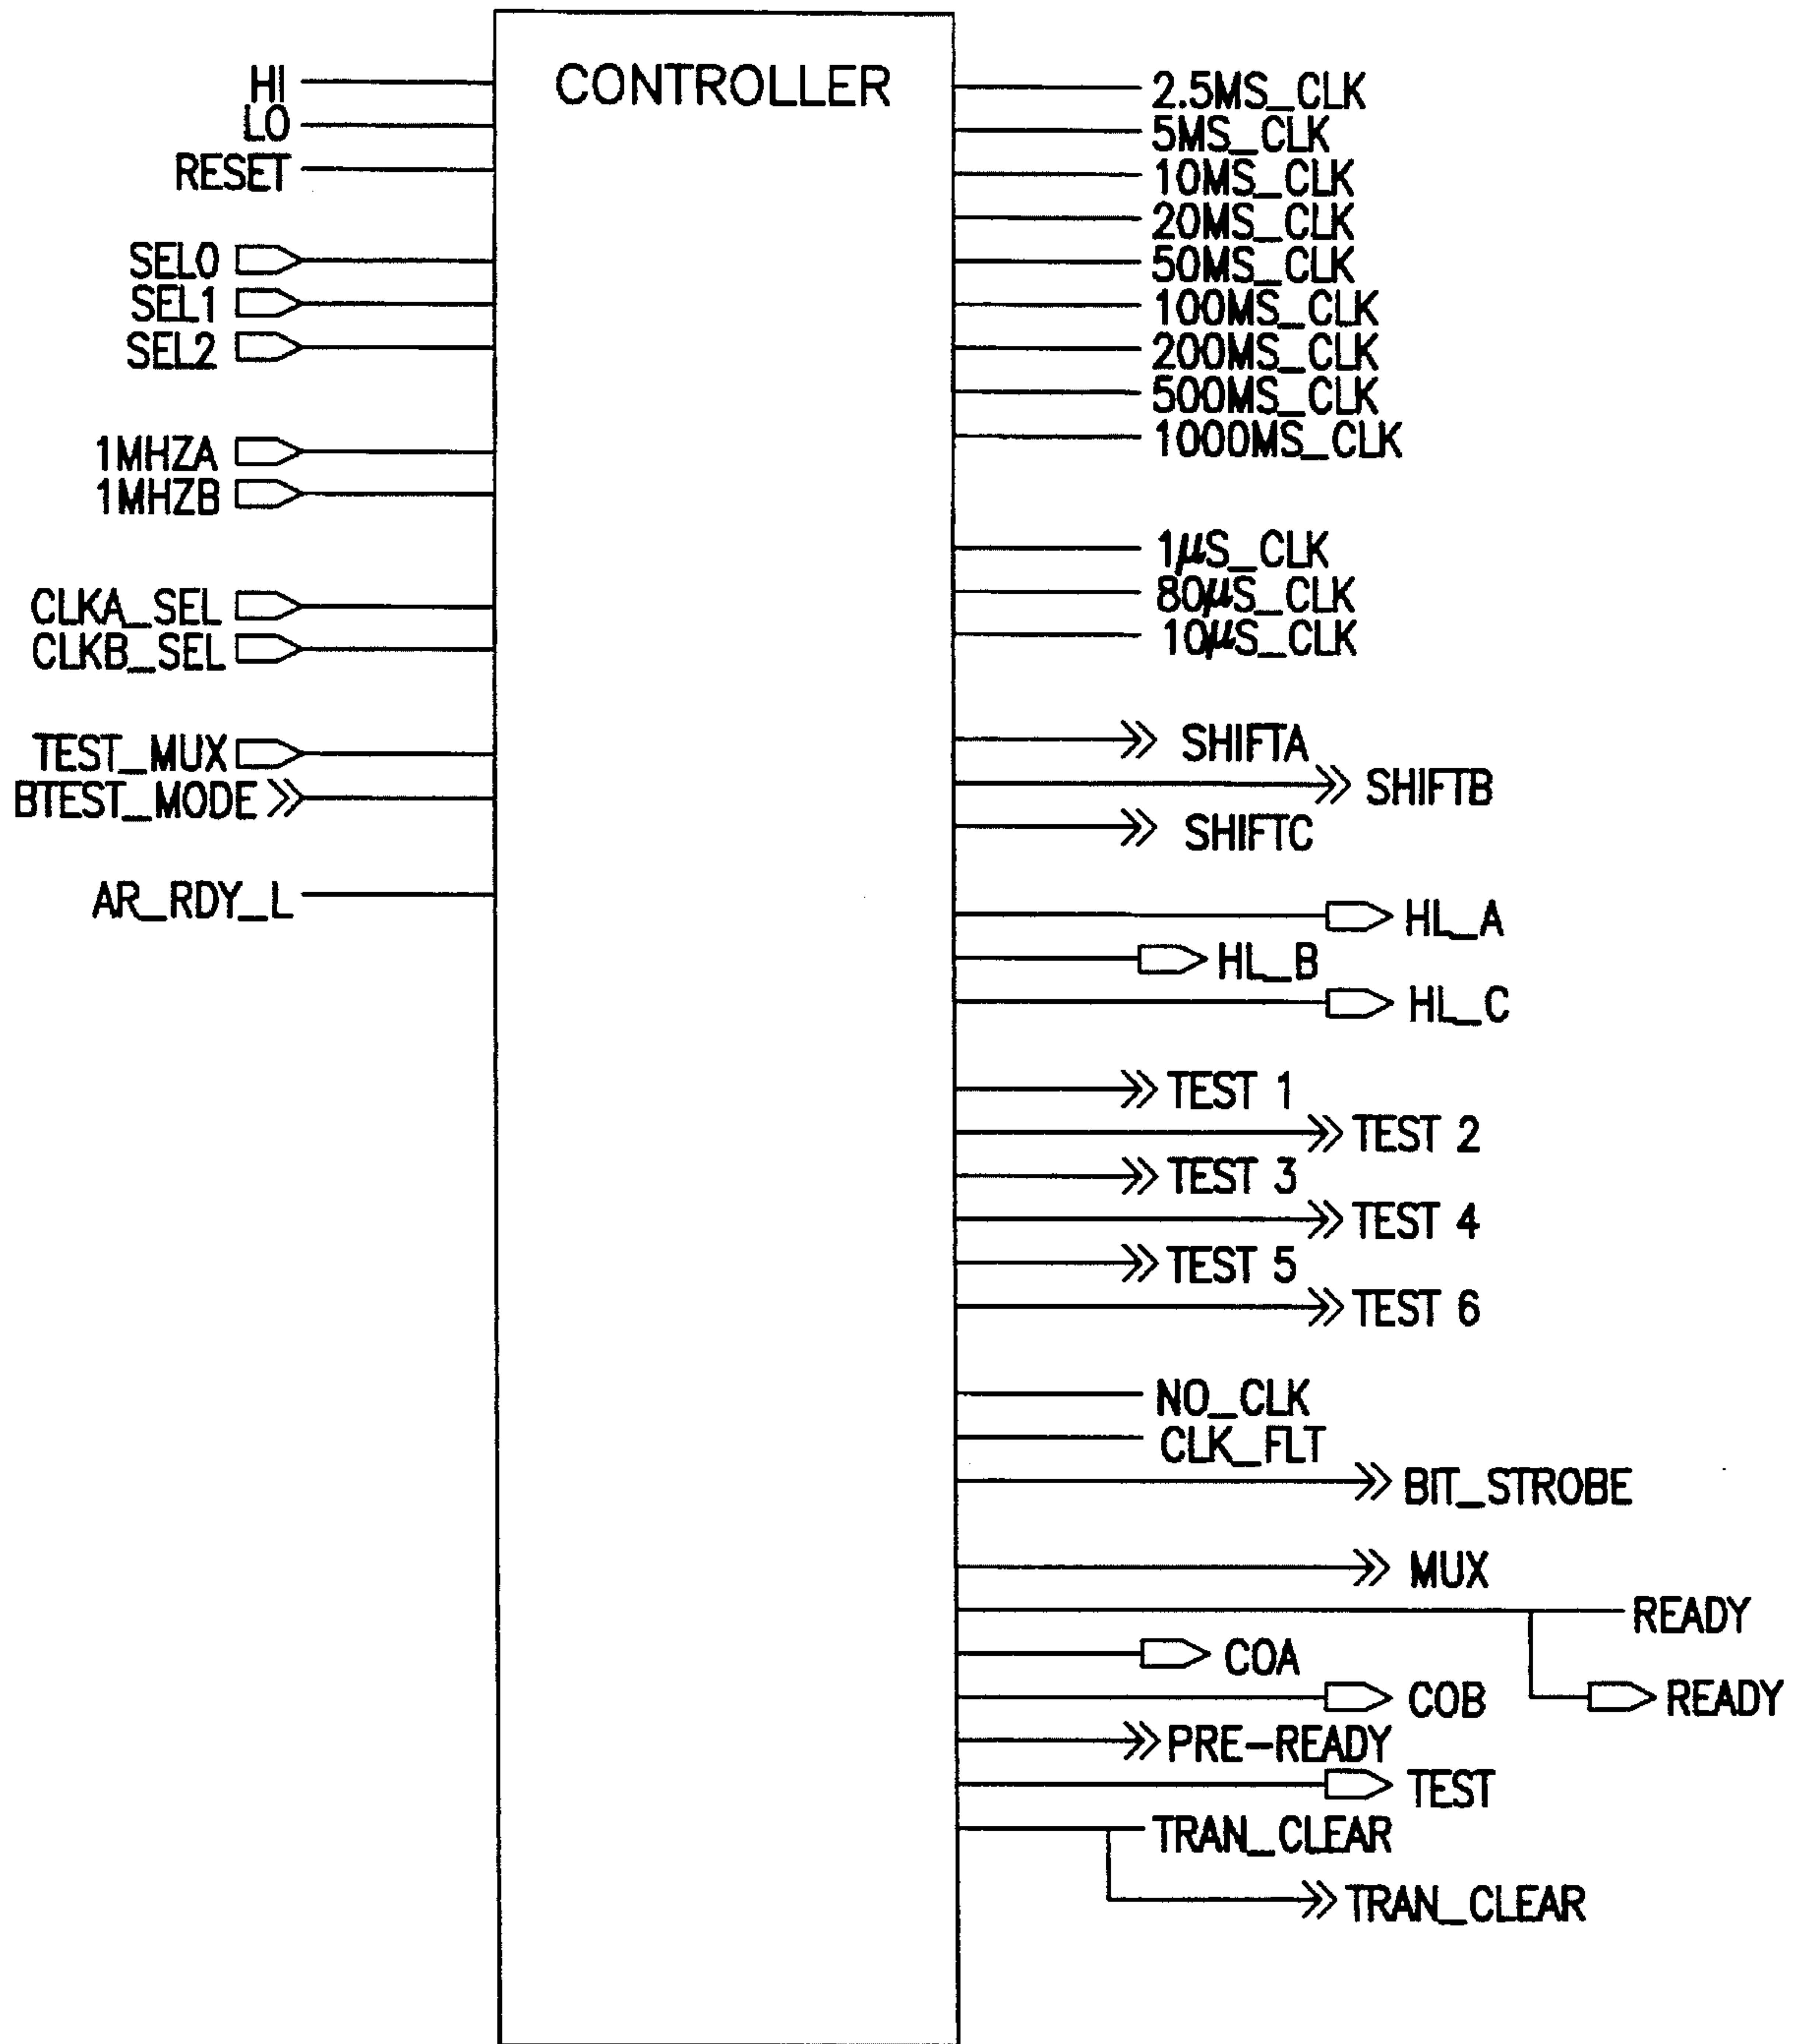 CONTROLLER
HI
LO
RESET
SEL0
SEL1
SEL2
1MHZA
1MHZB
CLKA_SEL
CLKB_SEL
TEST_MUX
BTEST_MODE
AR_RDY_L
2.5MS_CLK
5MS_CLK
10MS_CLK
20MS_CLK
50MS_CLK
100MS_CLK
200MS_CLK
500MS_CLK
1000MS_CLK
1μS_CLK
80μS_CLK
10μS_CLK
SHIFTA
SHIFTB
SHIFTC
HL_A
HL_B
HL_C
TEST 1
TEST 2
TEST 3
TEST 4
TEST 5
TEST 6
NO_CLK
CLK_FLT
BIT_STROBE
MUX
READY
COA
COB
READY
PRE-READY
TEST
TRAN_CLEAR
TRAN_CLEAR